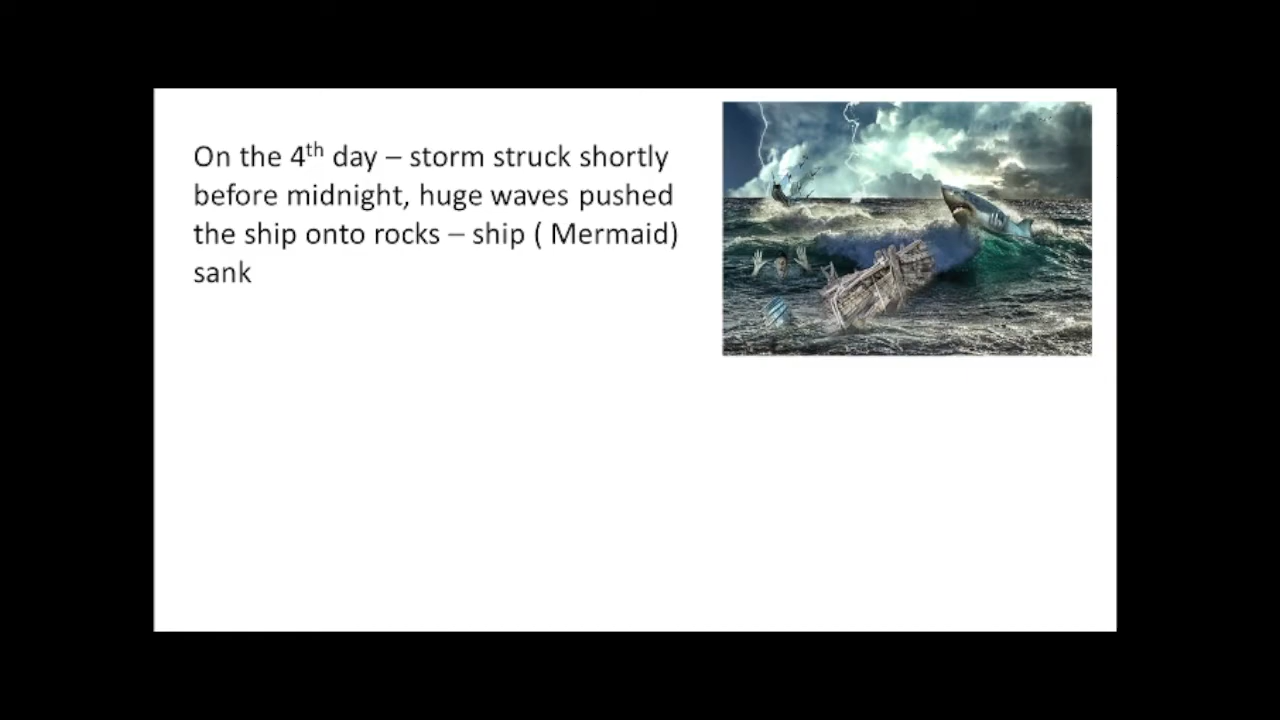 On the 4th day – storm struck shortly
before midnight, huge waves pushed
the ship onto rocks – ship ( Mermaid)
sank